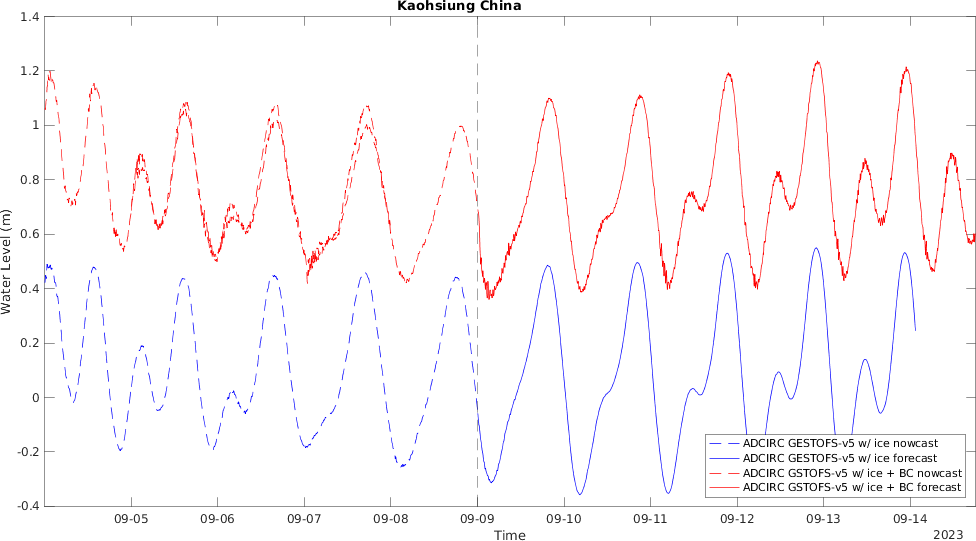 Kaohsiung China
1.4
1.2
1
0.8
0.6
0.4
0.2
0
-0.2
-0.4
Water Level (m)
ADCIRC GESTOFS-v5 w/ ice nowcast
ADCIRC GESTOFS-v5 w/ ice forecast
ADCIRC GSTOFS-v5 w/ ice + BC nowcast
ADCIRC GSTOFS-v5 w/ ice + BC forecast
09-05 09-06 09-07 09-08 09-09 09-10 09-11 09-12 09-13 09-14
Time
2023